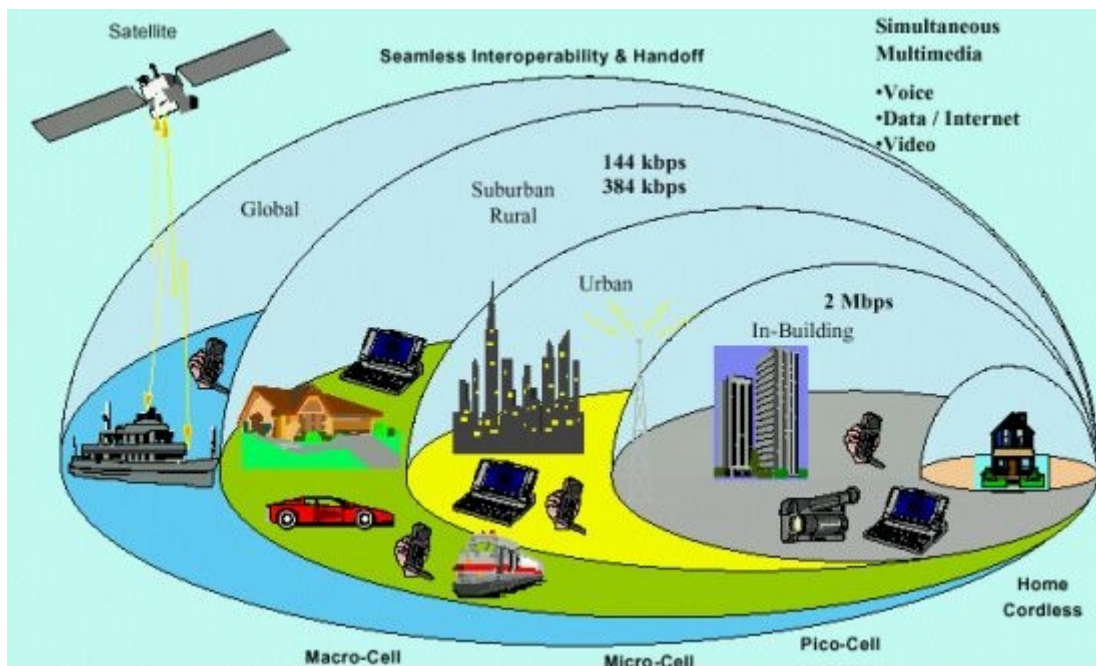 Satellite
Seamless Interoperability & Handoff
Simultaneous
Multimedia
•Voice
•Data / Internet
•Video
144 kbps
384 kbps
Suburban
Rural
Global
Urban
2 Mbps
In-Building
Home
Cordless
Pico-Cell
Micro-Cell
Macro-Cell